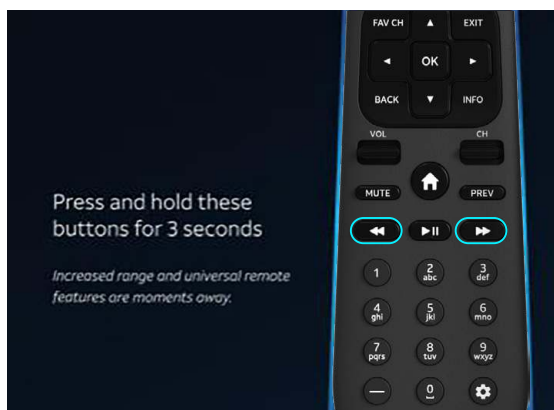 FAV CH
EXIT
OK
BACK
INFO
VOL
CH
MUTE
PREV
Press and hold these
buttons for 3 seconds
Increased range and universal remote
features are moments away.
1
2
abc
3
def
4
ghi
5
jkl
6
mno
7
pqrs
8
tuv
9
wxyz
0